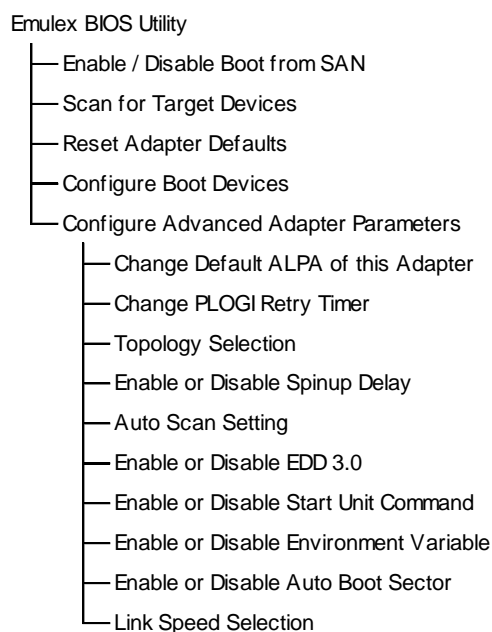 Emulex BIOS Utility
Enable / Disable Boot from SAN
Scan for Target Devices
Reset Adapter Defaults
Configure Boot Devices
Configure Advanced Adapter Parameters
Change Default ALPA of this Adapter
Change PLOGI Retry Timer
Topology Selection
Enable or Disable Spinup Delay
Auto Scan Setting
Enable or Disable EDD 3.0
Enable or Disable Start Unit Command
Enable or Disable Environment Variable
Enable or Disable Auto Boot Sector
Link Speed Selection